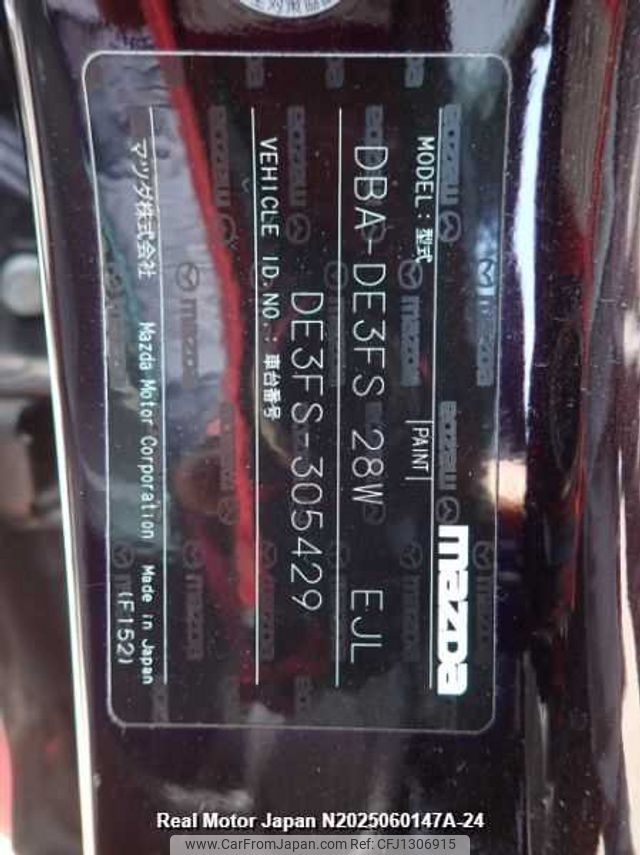 mazda
MODEL:型式
PAINT
DBA-DE3FS 28W EJL
VEHICLE ID.NO.:車台番号
DE3FS-305429
マツダ株式会社 Mazda Motor Corporation Made in Japan
(F152)
Real Motor Japan N2025060147A-24
www.CarFromJapan.com Stock ID: CFJ1306915